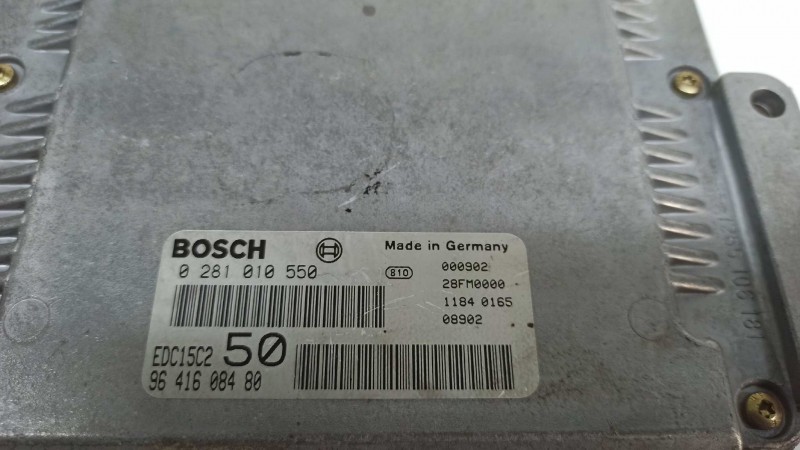 BOSCH
Made in Germany
0 281 010 550
810
000902
28FM0000
1184 0165
08902
EDC15C2 50
96 416 084 80